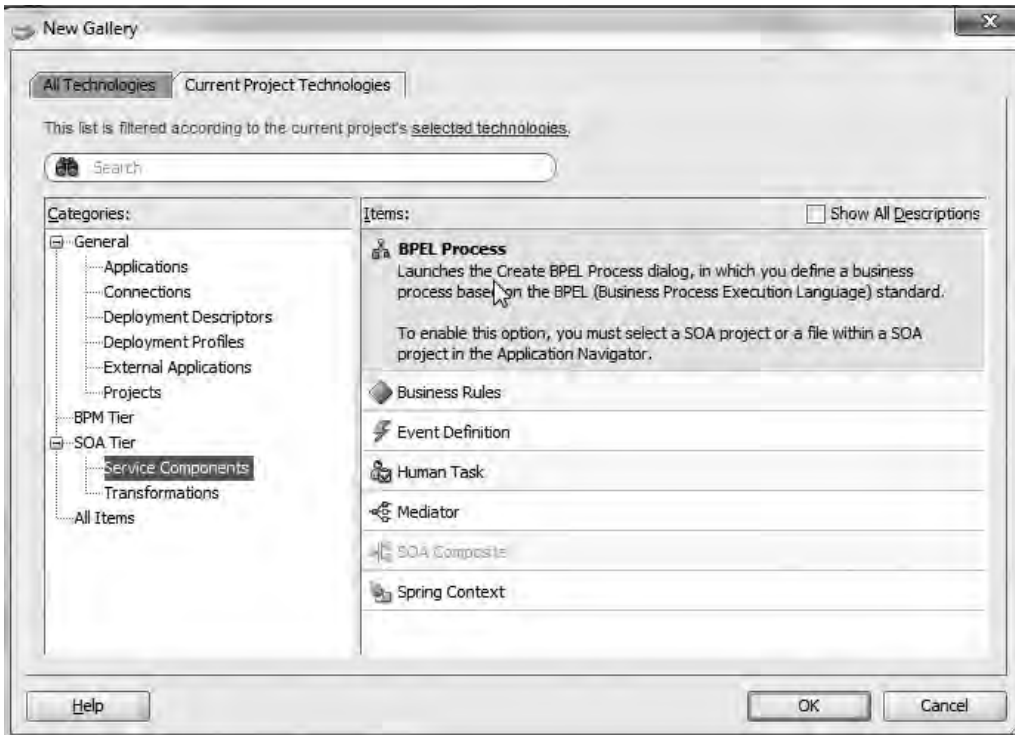 New Gallery
X
All Technologies
Current Project Technologies
This list is filtered according to the current project's selected technologies.
Search
Categories:
General
Applications
Connections
Deployment Descriptors
Deployment Profiles
External Applications
Projects
BPM Tier
SOA Tier
Service Components
Transformations
All Items
Items:
Show All Descriptions
BPEL Process
Launches the Create BPEL Process dialog, in which you define a business
process based on the BPEL (Business Process Execution Language) standard.
To enable this option, you must select a SOA project or a file within a SOA
project in the Application Navigator.
Business Rules
Event Definition
Human Task
Mediator
SOA Composite
Spring Context
Help
OK
Cancel